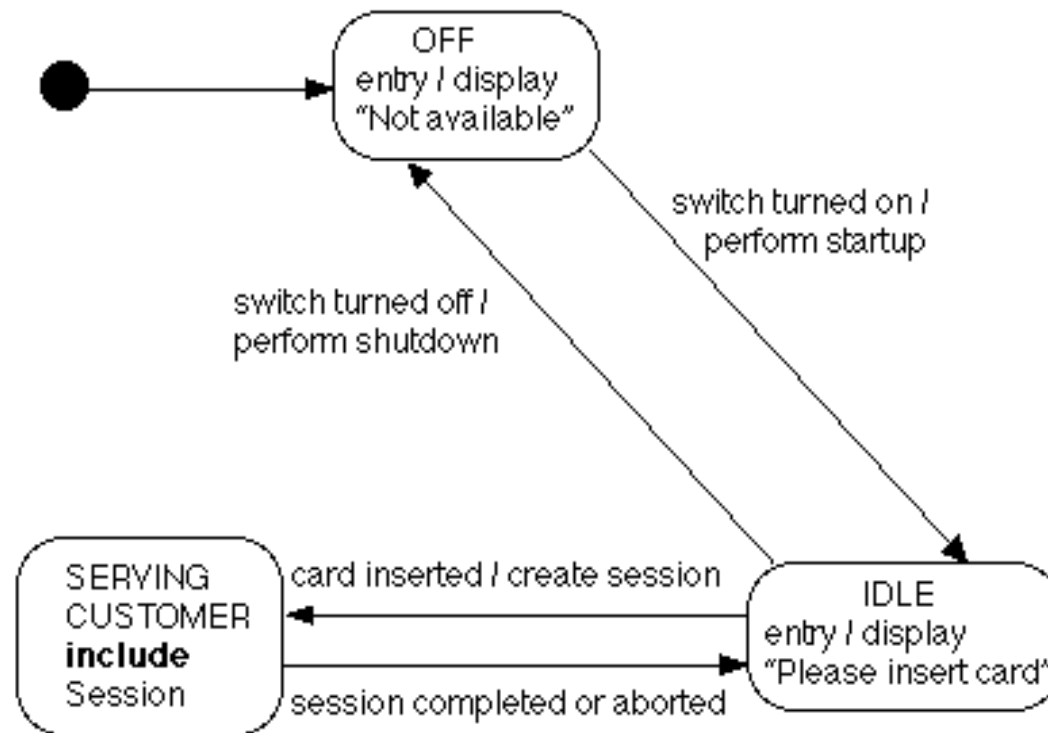 OFF
entry / display
“Not available”
switch turned on /
perform startup
switch turned off /
perform shutdown
SERVING
CUSTOMER
include
Session
card inserted / create session
session completed or aborted
IDLE
entry / display
“Please insert card”